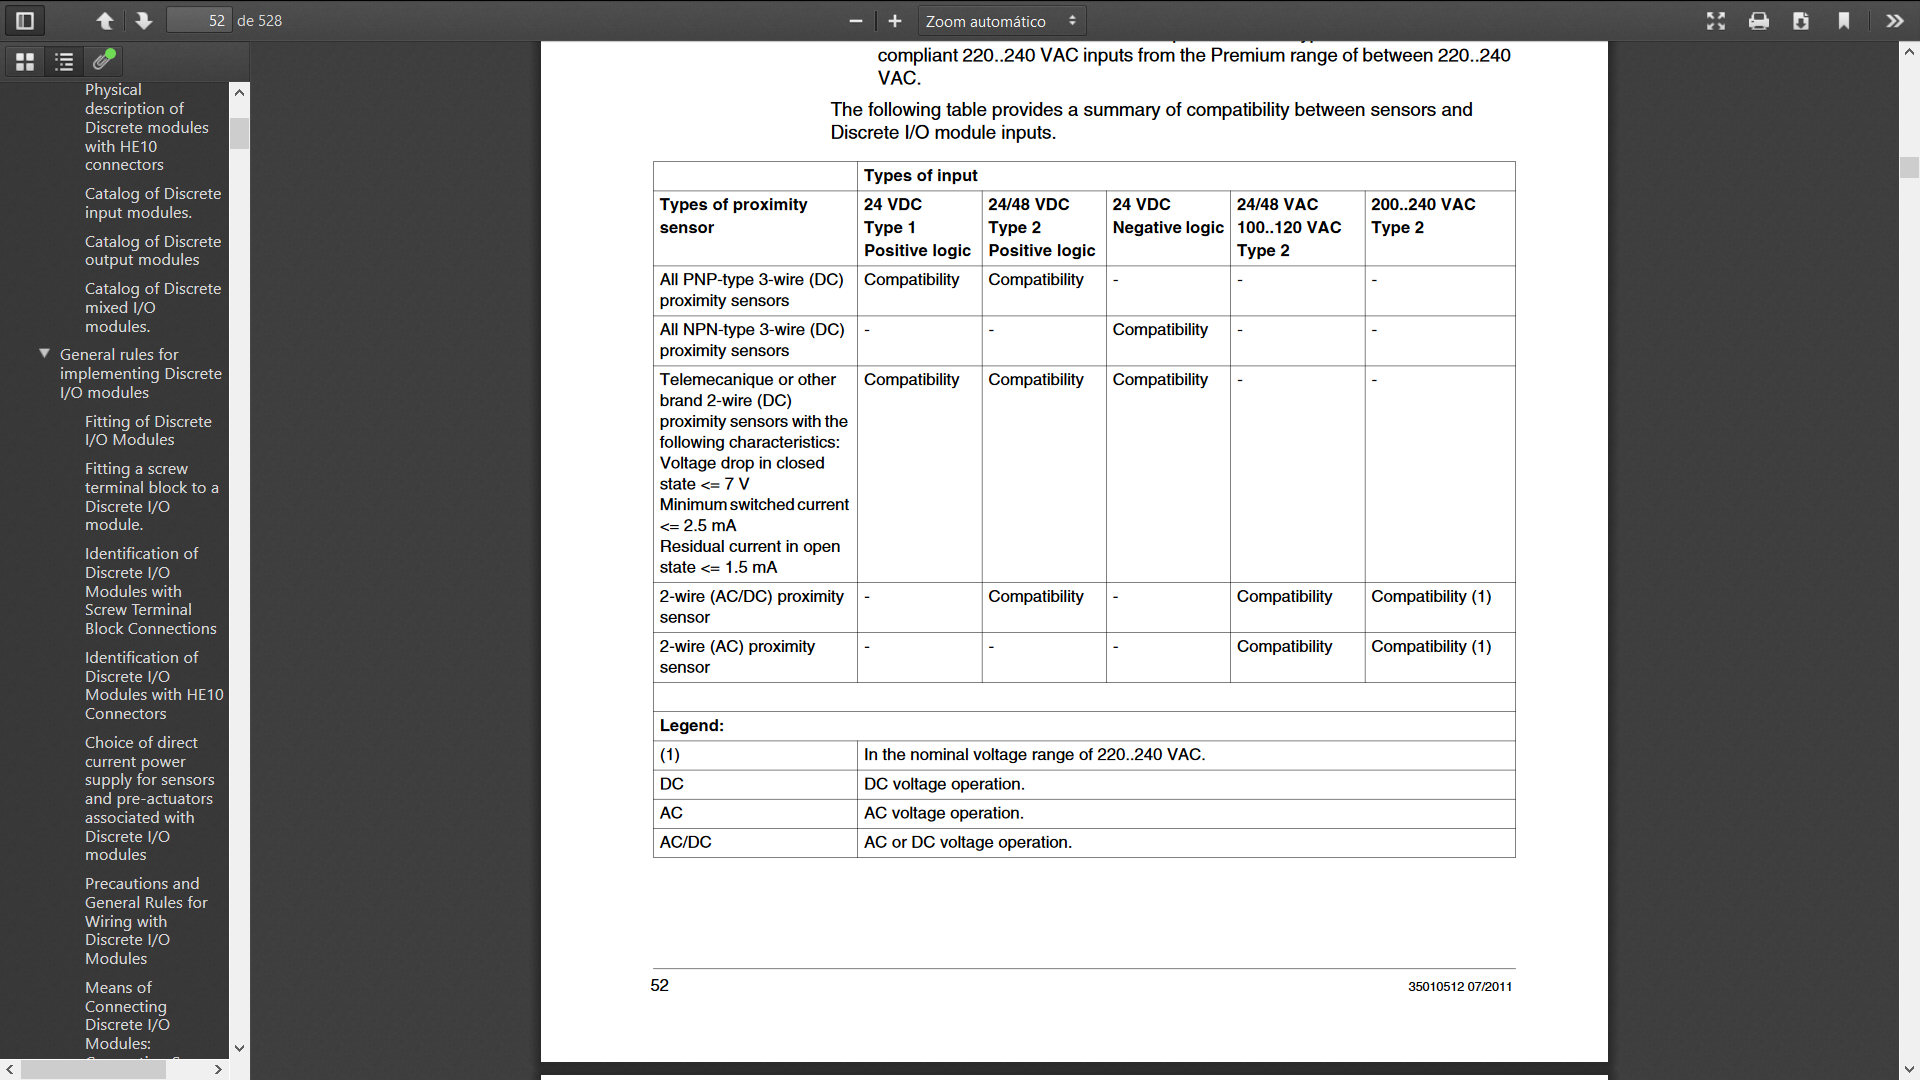 52 de 528
Zoom automático
Physical
description of
Discrete modules
with HE10
connectors
Catalog of Discrete
input modules.
Catalog of Discrete
output modules
Catalog of Discrete
mixed I/O
modules.
General rules for
implementing Discrete
I/O modules
Fitting of Discrete
I/O Modules
Fitting a screw
terminal block to a
Discrete I/O
module.
Identification of
Discrete I/O
Modules with
Screw Terminal
Block Connections
Identification of
Discrete I/O
Modules with HE10
Connectors
Choice of direct
current power
supply for sensors
and pre-actuators
associated with
Discrete I/O
modules
Precautions and
General Rules for
Wiring with
Discrete I/O
Modules
Means of
Connecting
Discrete I/O
Modules:
compliant 220..240 VAC inputs from the Premium range of between 220..240
VAC.
The following table provides a summary of compatibility between sensors and
Discrete I/O module inputs.
Types of input
Types of proximity
sensor
24 VDC
Type 1
Positive logic
24/48 VDC
Type 2
Positive logic
24 VDC
Negative logic
24/48 VAC
100..120 VAC
Type 2
200..240 VAC
Type 2
All PNP-type 3-wire (DC)
proximity sensors
Compatibility
Compatibility
-
-
-
All NPN-type 3-wire (DC)
proximity sensors
-
-
Compatibility
-
-
Telemecanique or other
brand 2-wire (DC)
proximity sensors with the
following characteristics:
Voltage drop in closed
state <= 7 V
Minimum switched current
<= 2.5 mA
Residual current in open
state <= 1.5 mA
Compatibility
Compatibility
Compatibility
-
-
2-wire (AC/DC) proximity
sensor
-
Compatibility
-
Compatibility
Compatibility (1)
2-wire (AC) proximity
sensor
-
-
-
Compatibility
Compatibility (1)
Legend:
(1) In the nominal voltage range of 220..240 VAC.
DC DC voltage operation.
AC AC voltage operation.
AC/DC AC or DC voltage operation.
52
35010512 07/2011